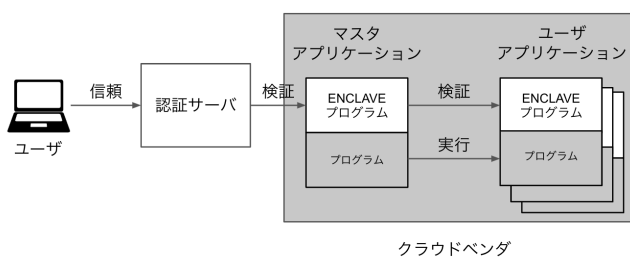 マスタ
アプリケーション
ユーザ
アプリケーション
信頼
認証サーバ
検証
ENCLAVE
プログラム
検証
ENCLAVE
プログラム
ユーザ
プログラム
実行
プログラム
クラウドベンダ